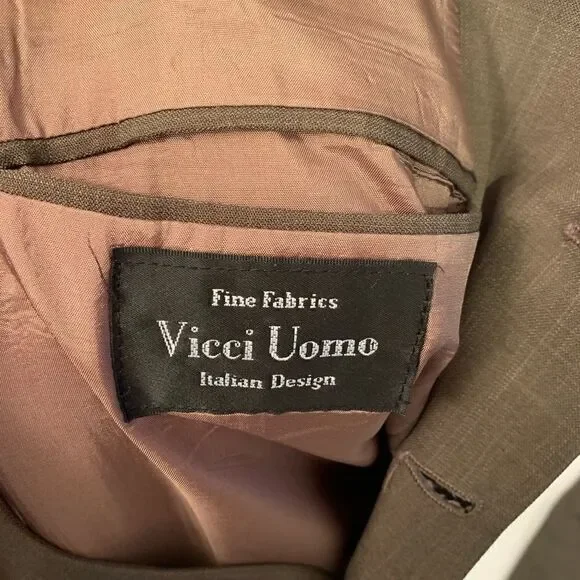 Fine Fabrics
Vicci Uomo
Italian Design